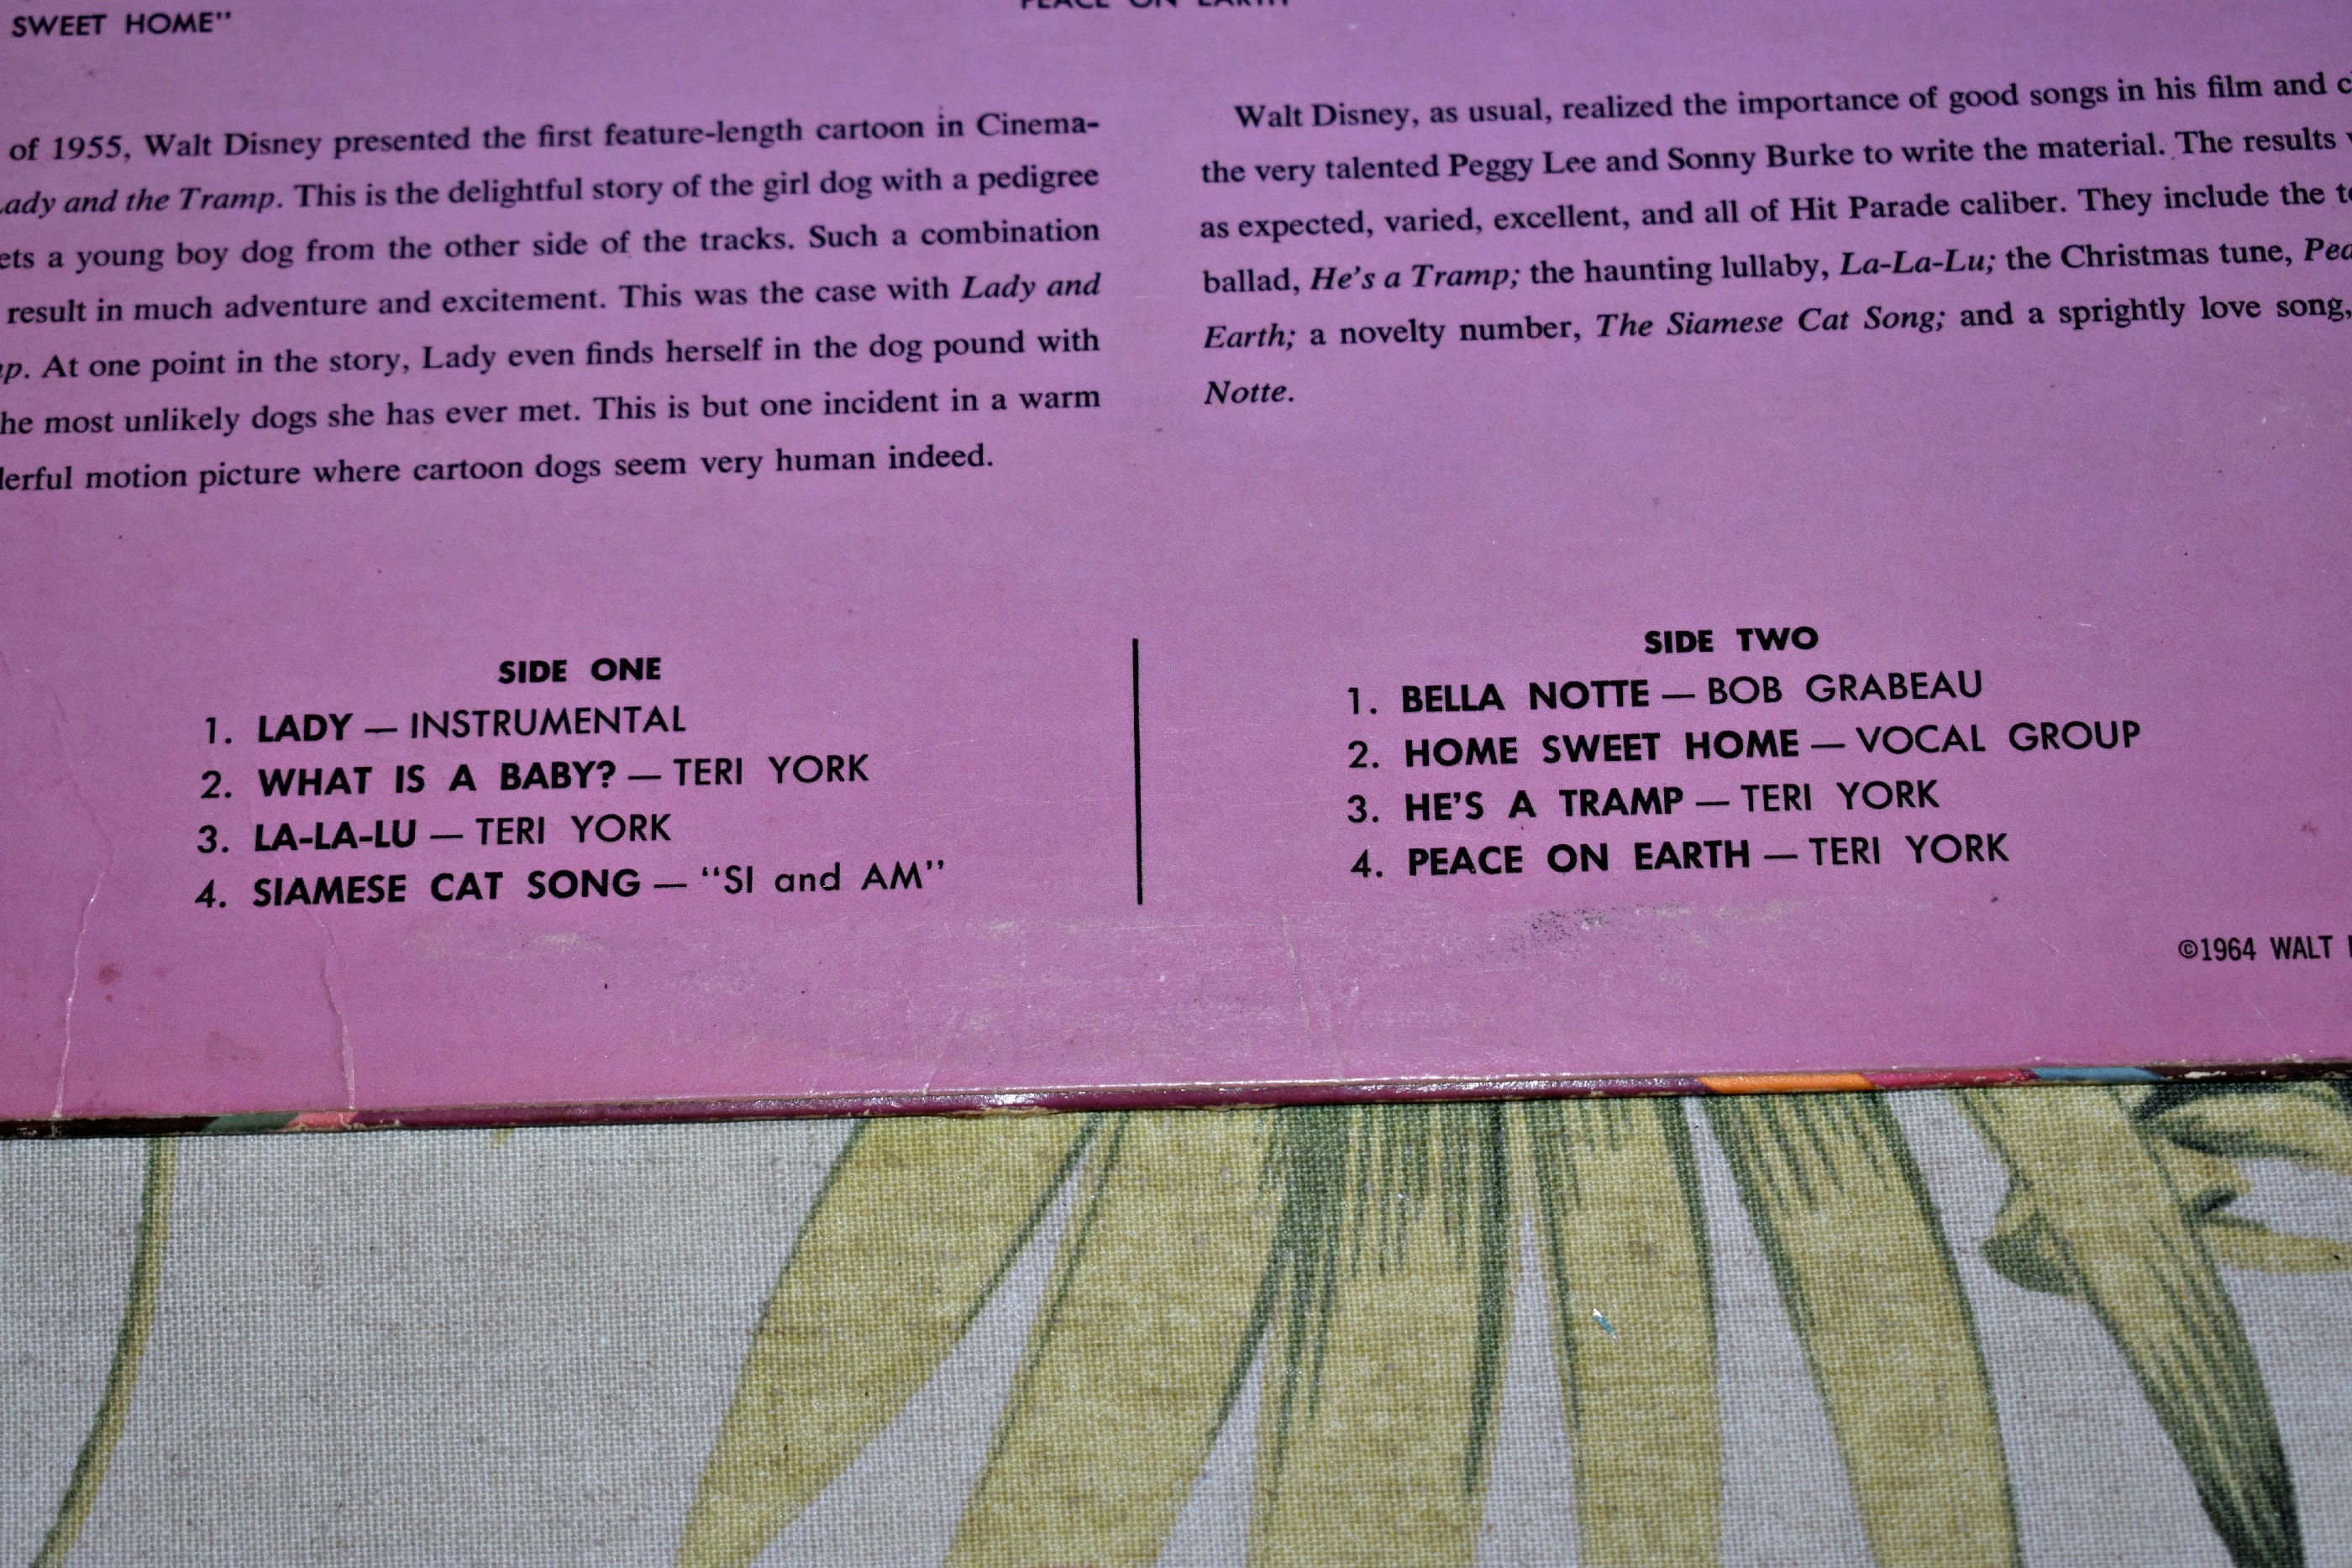 SWEET HOME"
PEACE ON EARTH
of 1955, Walt Disney presented the first feature-length cartoon in Cinema-
Lady and the Tramp. This is the delightful story of the girl dog with a pedigree
a young boy dog from the other side of the tracks. Such a combination
result in much adventure and excitement. This was the case with Lady and
At one point in the story, Lady even finds herself in the dog pound with
the most unlikely dogs she has ever met. This is but one incident in a warm
motion picture where cartoon dogs seem very human indeed.
Walt Disney, as usual, realized the importance of good songs in his film and
the very talented Peggy Lee and Sonny Burke to write the material. The results
as expected, varied, excellent, and all of Hit Parade caliber. They include the
ballad, He's a Tramp; the haunting lullaby, La-La-Lu; the Christmas tune,
Earth; a novelty number, The Siamese Cat Song; and a sprightly love song,
Notte.
SIDE ONE
1. LADY — INSTRUMENTAL
2. WHAT IS A BABY? — TERI YORK
3. LA-LA-LU — TERI YORK
4. SIAMESE CAT SONG — "SI and AM"
SIDE TWO
1. BELLA NOTTE — BOB GRABEAU
2. HOME SWEET HOME — VOCAL GROUP
3. HE'S A TRAMP — TERI YORK
4. PEACE ON EARTH — TERI YORK
©1964 WALT